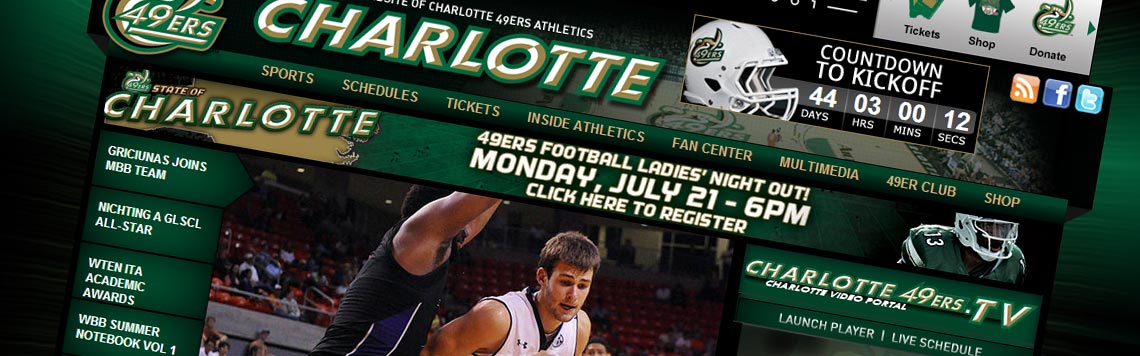 49ERS
SITE OF CHARLOTTE 49ERS ATHLETICS
CHARLOTTE
49ERS
COUNTDOWN
TO KICKOFF
44 03 00 12
DAYS HRS MINS SECS
Tickets
Shop
49ERS
Donate
SPORTS SCHEDULES TICKETS INSIDE ATHLETICS FAN CENTER MULTIMEDIA 49ER CLUB SHOP
49ERS STATE OF
CHARLOTTE
49ERS FOOTBALL LADIES' NIGHT OUT!
MONDAY, JULY 21 - 6PM
CLICK HERE TO REGISTER
13
GRICIUNAS JOINS
MBB TEAM
NICHTING A GLSCL
ALL-STAR
WTEN ITA
ACADEMIC
AWARDS
WBB SUMMER
NOTEBOOK VOL 1
CHARLOTTE 49ERS.TV
CHARLOTTE VIDEO PORTAL
LAUNCH PLAYER | LIVE SCHEDULE